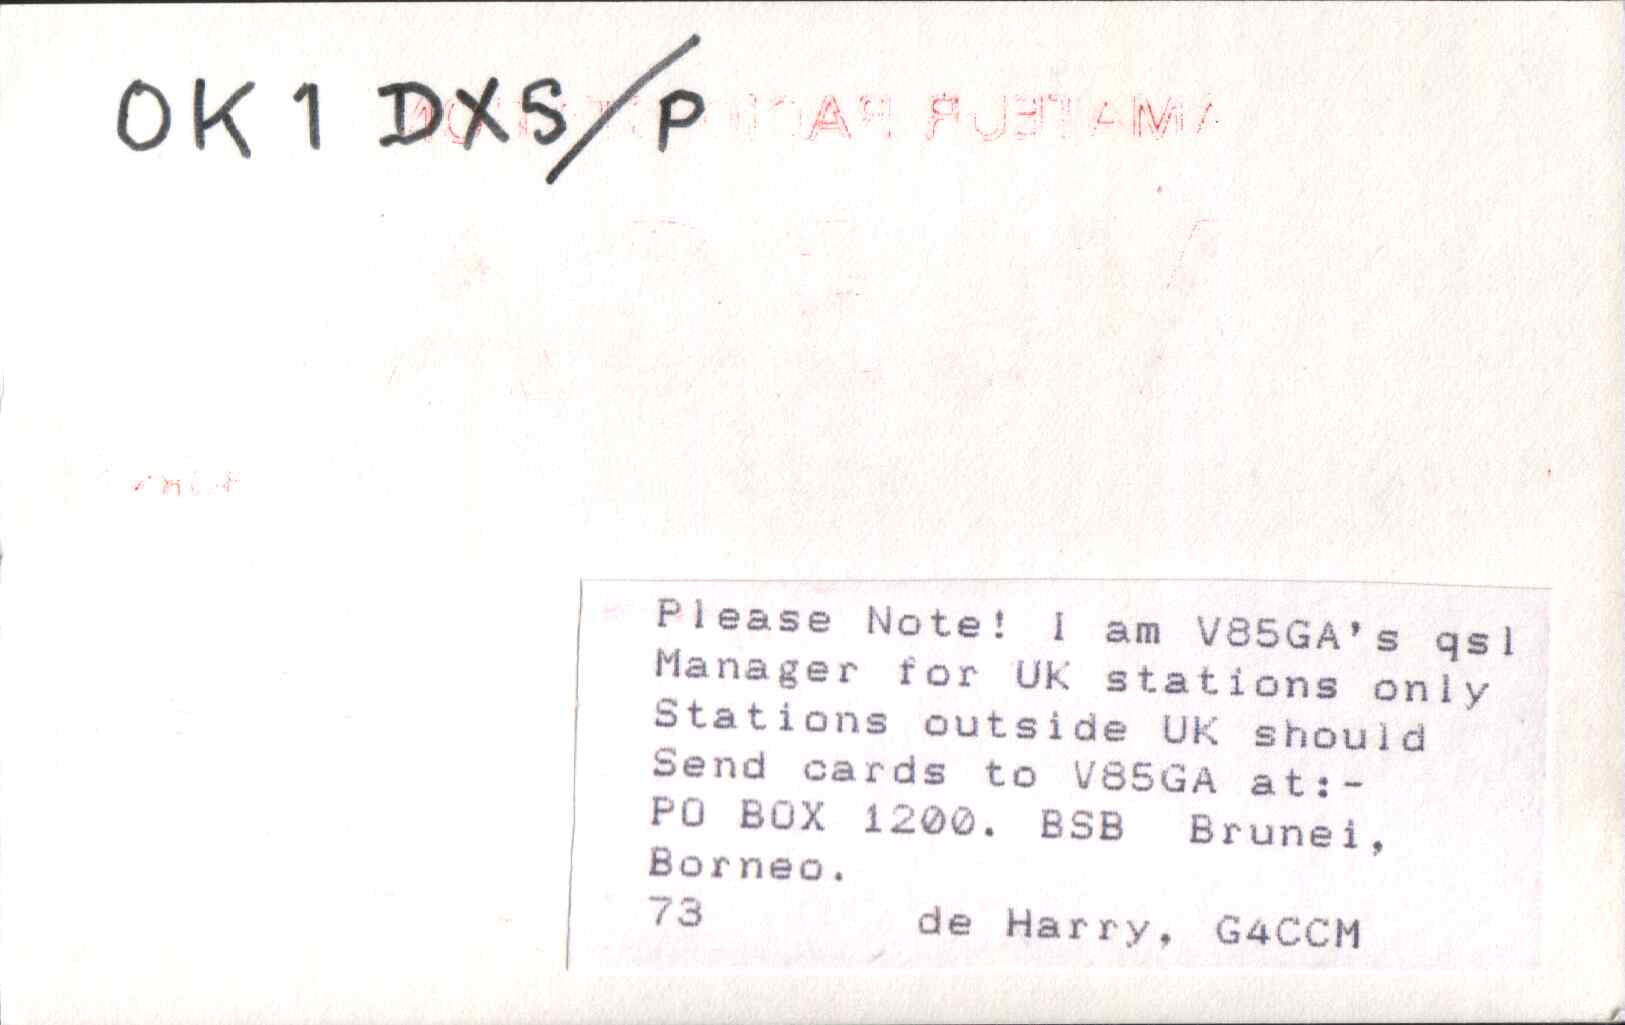 OK1DXS/P
Please Note! I am V85GA's qsl
Manager for UK stations only
Stations outside UK should
Send cards to V85GA at:-
PO BOX 1200. BSB Brunei,
Borneo.
73 de Harry, G4CCM